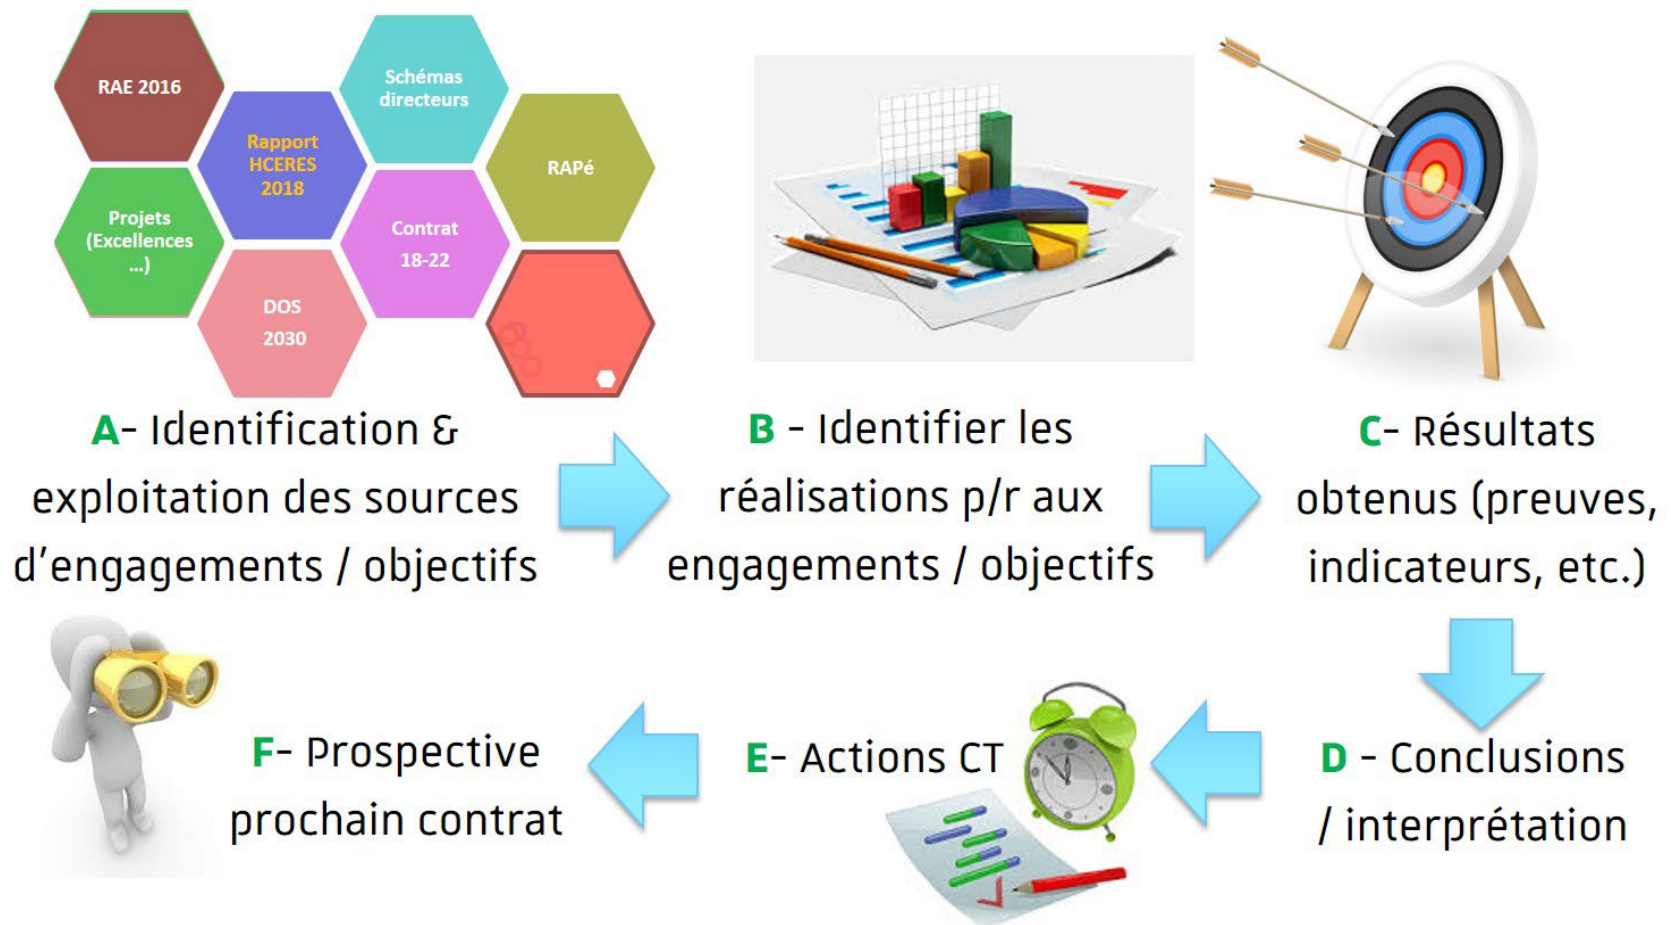 RAE 2016
Rapport
HCERES
2018
Schémas
directeurs
RAPé
Projets
(Excellences
...)
Contrat
18-22
DOS
2030
A- Identification &
exploitation des sources
d'engagements / objectifs
B - Identifier les
réalisations p/r aux
engagements / objectifs
C- Résultats
obtenus (preuves,
indicateurs, etc.)
D - Conclusions
/ interprétation
E- Actions CT
F- Prospective
prochain contrat